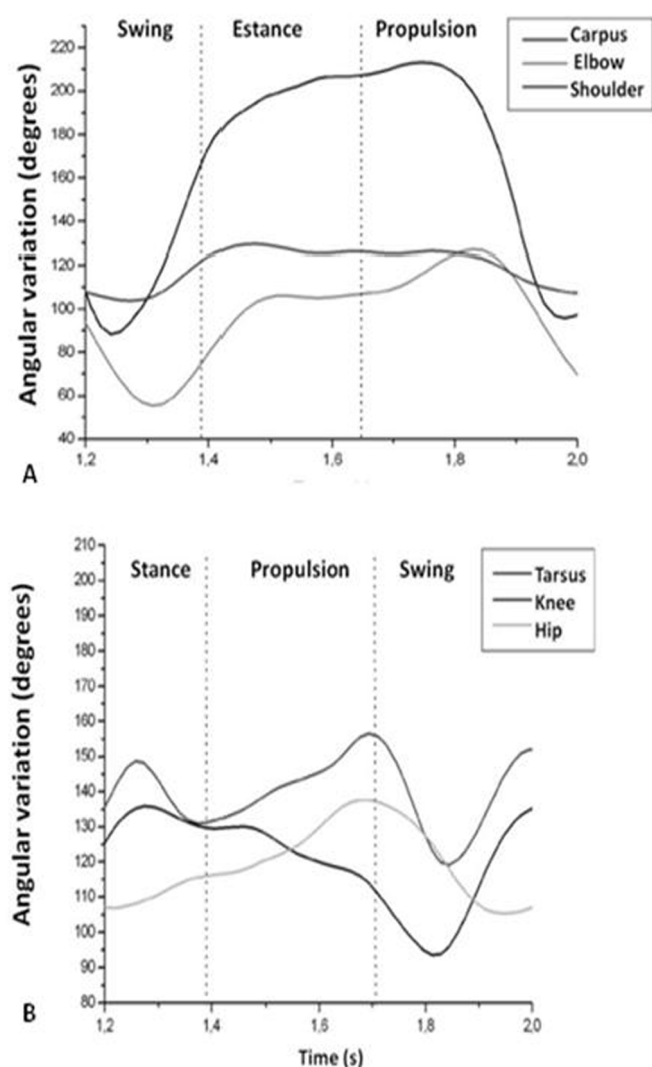 Swing Estance Propulsion
Carpus
Elbow
Shoulder
Angular variation (degrees)
220
200
180
160
140
120
100
80
60
40
1,2 1,4 1,6 1,8 2,0
A
Stance Propulsion Swing
Tarsus
Knee
Hip
Angular variation (degrees)
210
200
190
180
170
160
150
140
130
120
110
100
90
80
1,2 1,4 1,6 1,8 2,0
B
Time (s)